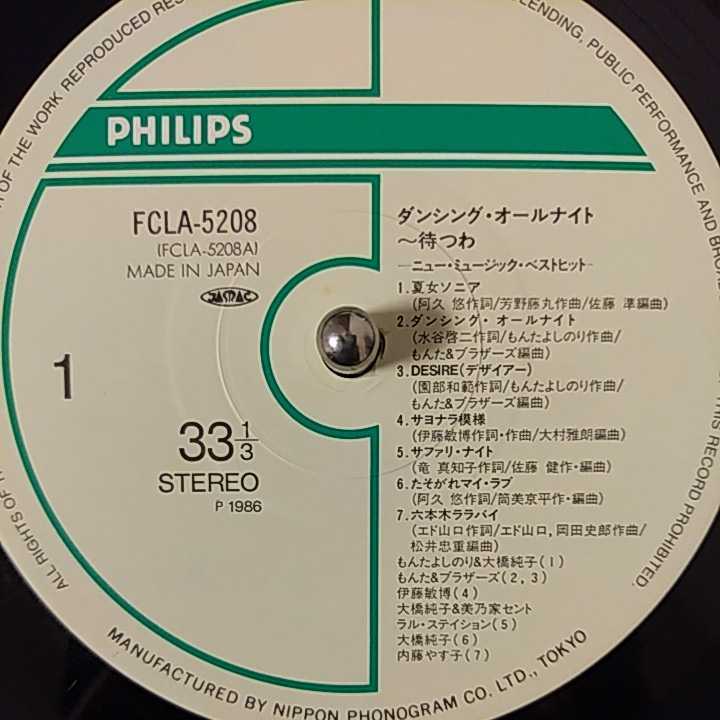 PHILIPS
FCLA-5208
(FCLA-5208A)
MADE IN JAPAN
JASRAC
1
33 1/3
STEREO
P 1986
ダンシング・オールナイト
〜待つわ
―ニュー・ミュージック・ベストヒット―
1.夏女ソニア
(阿久 悠作詞/芳野藤丸作曲/佐藤 準編曲)
2.ダンシング・オールナイト
(水谷啓二作詞/もんたよしのり作曲/
もんた&ブラザーズ編曲)
3.DESIRE(デザイアー)
(園部和範作詞/もんたよしのり作曲/
もんた&ブラザーズ編曲)
4.サヨナラ模様
(伊藤敏博作詞・作曲/大村雅朗編曲)
5.サファリ・ナイト
(竜 真知子作詞/佐藤 健作・編曲)
6.たそがれマイ・ラブ
(阿久 悠作詞/筒美京平作・編曲)
7.六本木ララバイ
(エド山口作詞/エド山口,岡田史郎作曲/
松井忠重編曲)
もんたよしのり&大橋純子(1)
もんた&ブラザーズ(2,3)
伊藤敏博(4)
大橋純子&美乃家セント
ラル・ステイション(5)
大橋純子(6)
内藤やす子(7)
ALL RIGHTS OF
OF THE WORK REPRODUCED RES
LENDING, PUBLIC PERFORMANCE AND BRO
THIS RECORD PROHIBITED.
MANUFACTURED BY NIPPON PHONOGRAM CO. LTD., TOKYO